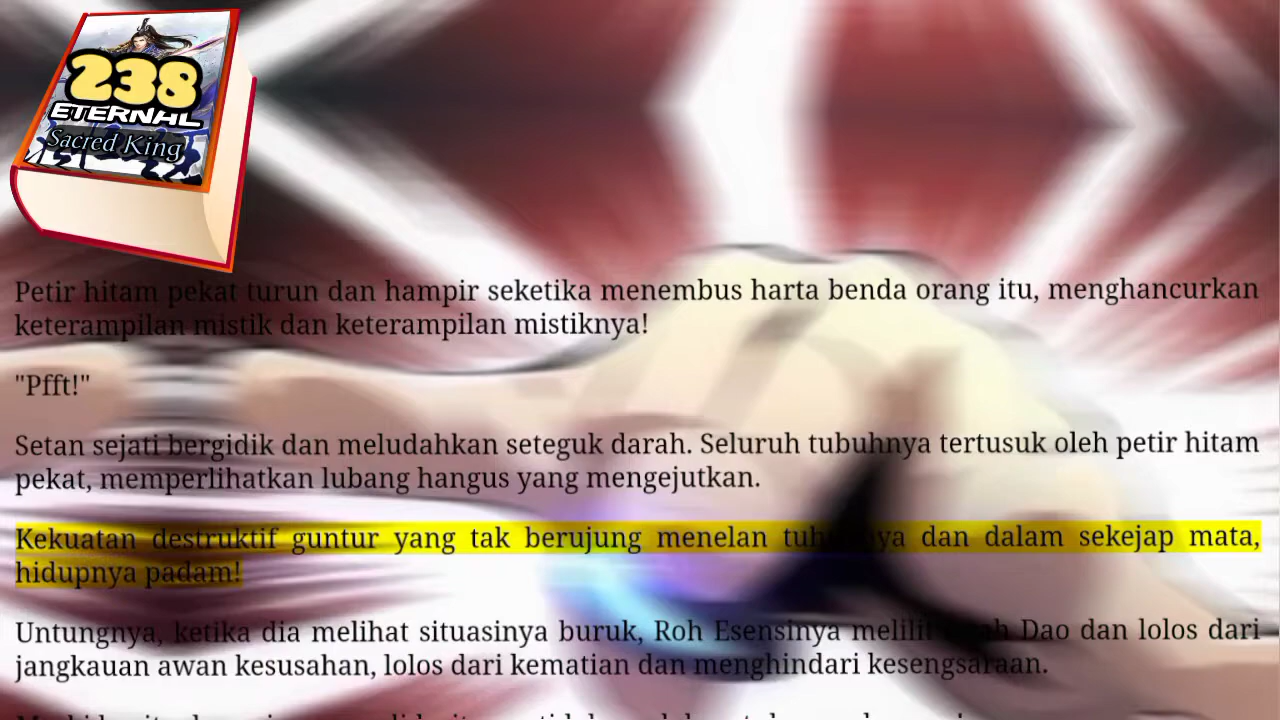 238
ETERNAL
Sacred King
Petir hitam pekat turun dan hampir seketika menembus harta benda orang itu, menghancurkan
keterampilan mistik dan keterampilan mistiknya!
"Pfft!"
Setan sejati bergidik dan meludahkan seteguk darah. Seluruh tubuhnya tertusuk oleh petir hitam
pekat, memperlihatkan lubang hangus yang mengejutkan.
Kekuatan destruktif guntur yang tak berujung menelan tubuhnya dan dalam sekejap mata,
hidupnya padam!
Untungnya, ketika dia melihat situasinya buruk, Roh Esensinya melilit Dao dan lolos dari
jangkauan awan kesusahan, lolos dari kematian dan menghindari kesengsaraan.